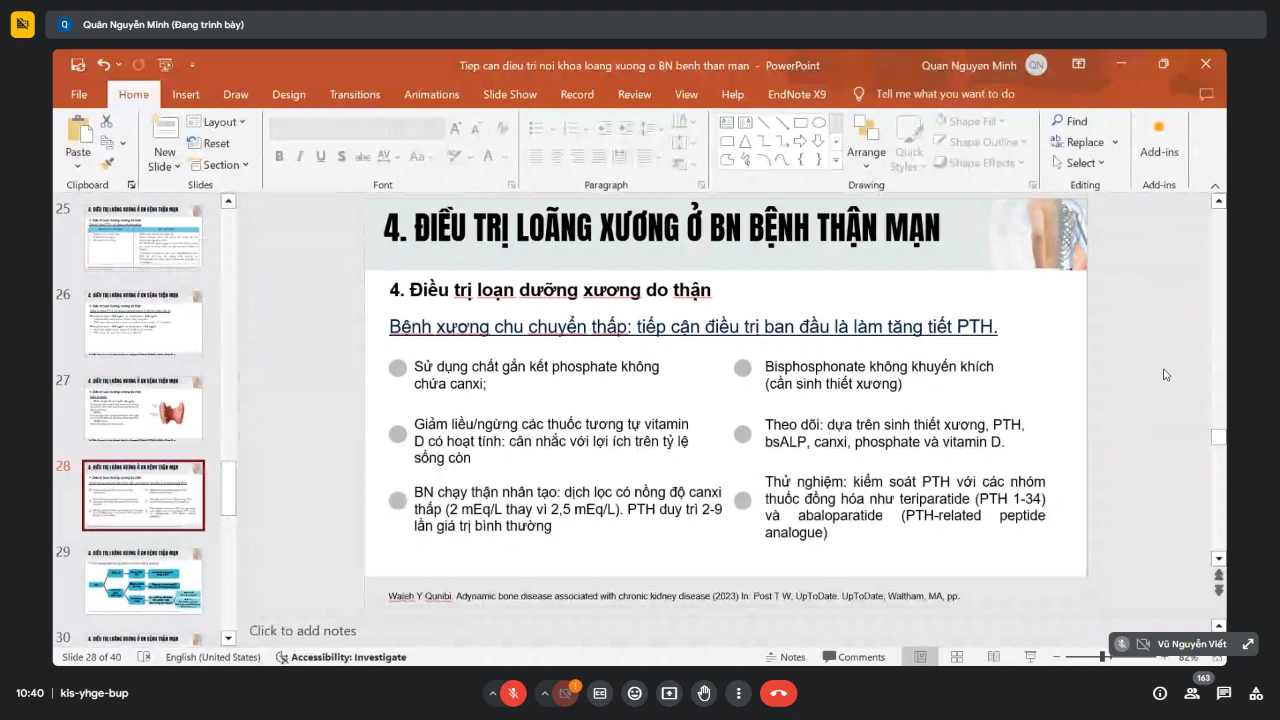 Quân Nguyễn Minh (Đang trình bày)
Tiep can dieu tri noi khoa loang xuong o BN benh than man - PowerPoint
Quan Nguyen Minh
QN
File Home Insert Draw Design Transitions Animations Slide Show Record Review View Help EndNote X9 Tell me what you want to do
Paste
Clipboard
New
Slide
Layout
Reset
Section
Slides
Font
Paragraph
Arrange
Quick
Styles
Shape Fill
Shape Outline
Shape Effects
Drawing
Find
Replace
Select
Editing
Add-ins
Add-ins
25
26
27
28
29
30
4. ĐIỀU TRỊ LOÃNG XƯƠNG Ở BN BỆNH THẬN MẠN
4. Điều trị loạn dưỡng xương do thận
Bệnh xương chu chuyển thấp: tiếp cận điều trị ban đầu là làm tăng tiết PTH.
Sử dụng chất gắn kết phosphate không
chứa canxi;
Giảm liều/ngừng các thuốc tương tự vitamin
D có hoạt tính: cân nhắc với lợi ích trên tỷ lệ
sống còn
BN chạy thận nhân tạo: dịch lọc có nồng độ canxi
thấp (2 mEq/L thay vì 2,5 mEq/L). PTH duy trì 2-9
lần giá trị bình thường
Bisphosphonate không khuyến khích
(cần sinh thiết xương)
Theo dõi: dựa trên sinh thiết xương, PTH,
bsALP, canxi, phosphate và vitamin D.
Thử nghiệm kiểm soát PTH với các nhóm
thuốc đồng hóa như teriparatide (PTH 1-34)
và abaloparatide (PTH-related peptide
analogue)
Wajeh Y Qunibi. Adynamic bone disease associated with chronic kidney disease (2023) In: Post T W, UpToDate, Waltham, MA, pp.
Click to add notes
Vũ Nguyễn Viết
Slide 28 of 40 English (United States) Accessibility: Investigate Notes Comments 82%
10:40 | kis-yhge-bup
163